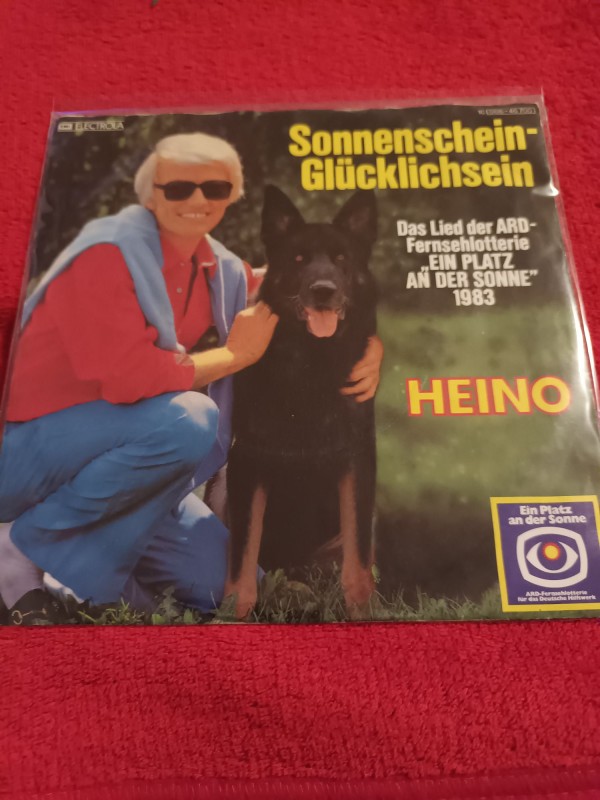 EMI ELECTROLA
Sonnenschein-
Glücklichsein
Das Lied der ARD-
Fernsehlotterie
„EIN PLATZ
AN DER SONNE"
1983
HEINO
Ein Platz
an der Sonne
ARD-Fernsehlotterie
für das Deutsche Hilfswerk